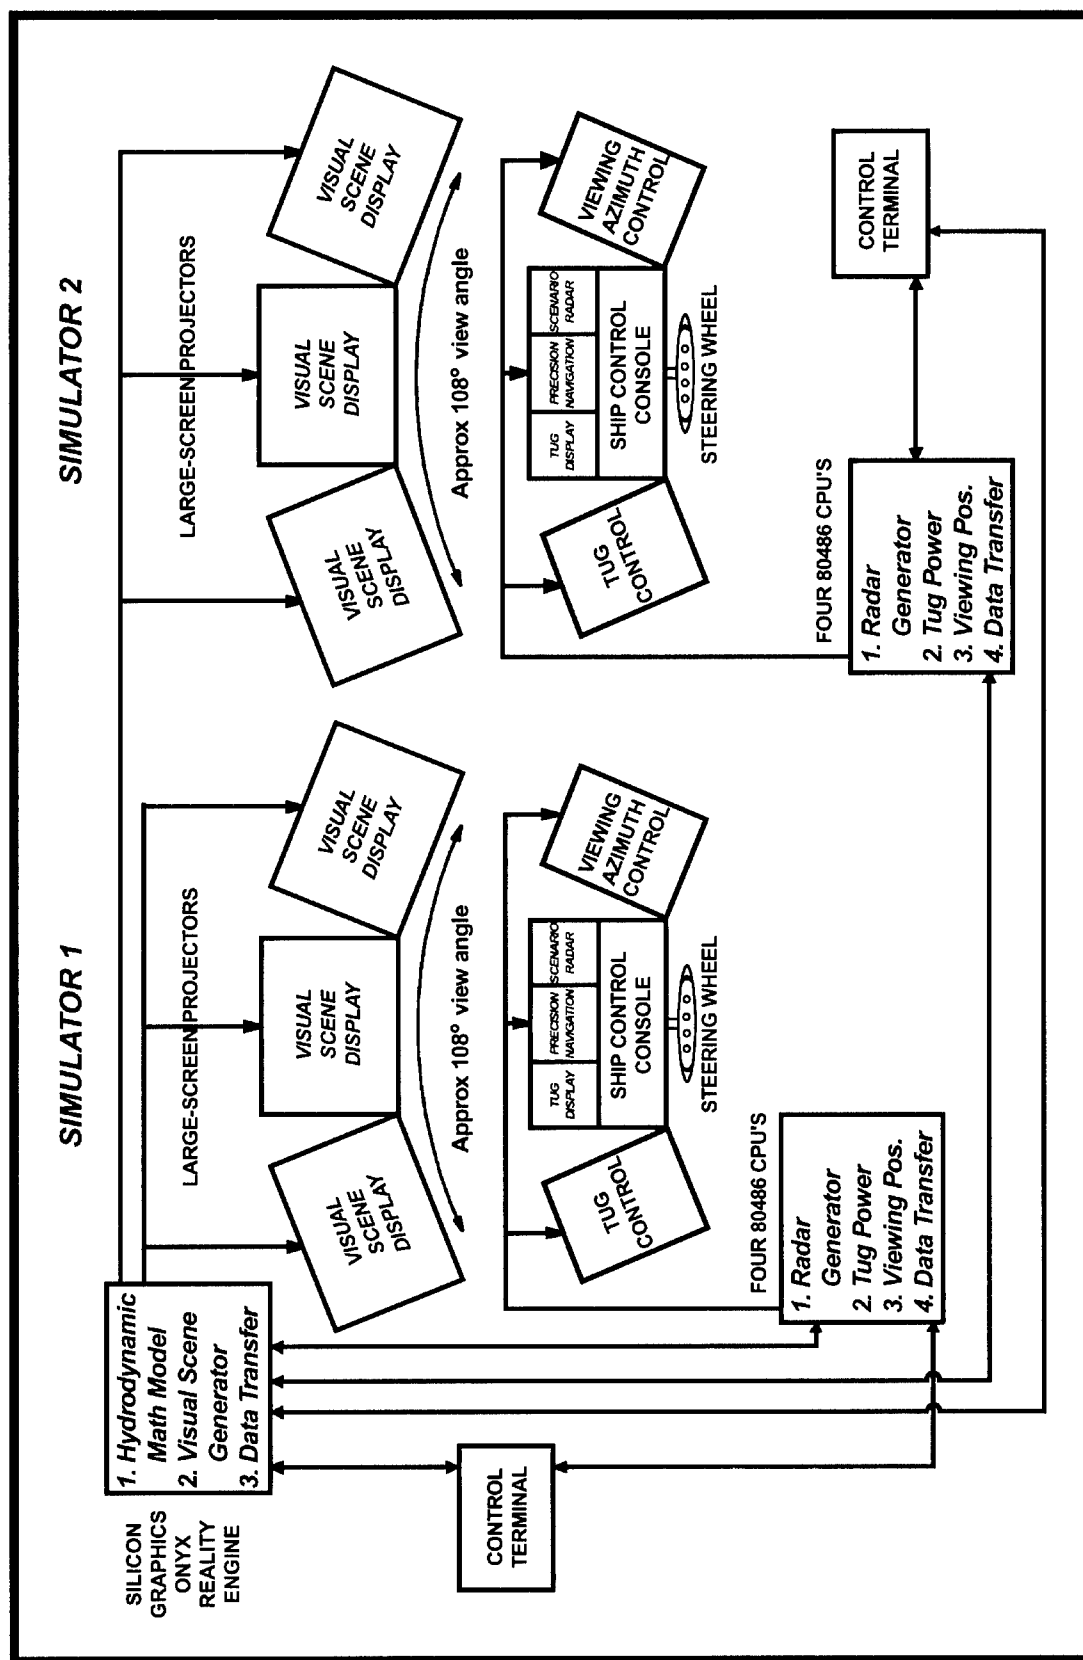 SIMULATOR 1
SIMULATOR 2
SILICON
GRAPHICS
ONYX
REALITY
ENGINE
1. Hydrodynamic
Math Model
2. Visual Scene
Generator
3. Data Transfer
LARGE-SCREEN PROJECTORS
VISUAL
SCENE
DISPLAY
VISUAL
SCENE
DISPLAY
VISUAL
SCENE
DISPLAY
Approx 108° view angle
LARGE-SCREEN PROJECTORS
VISUAL
SCENE
DISPLAY
VISUAL
SCENE
DISPLAY
VISUAL
SCENE
DISPLAY
Approx 108° view angle
TUG
CONTROL
TUG
DISPLAY
PRECISION
NAVIGATION
SCENARIO
RADAR
SHIP CONTROL
CONSOLE
VIEWING
AZIMUTH
CONTROL
STEERING WHEEL
TUG
CONTROL
TUG
DISPLAY
PRECISION
NAVIGATION
SCENARIO
RADAR
SHIP CONTROL
CONSOLE
VIEWING
AZIMUTH
CONTROL
STEERING WHEEL
CONTROL
TERMINAL
FOUR 80486 CPU'S
1. Radar
Generator
2. Tug Power
3. Viewing Pos.
4. Data Transfer
FOUR 80486 CPU'S
1. Radar
Generator
2. Tug Power
3. Viewing Pos.
4. Data Transfer
CONTROL
TERMINAL